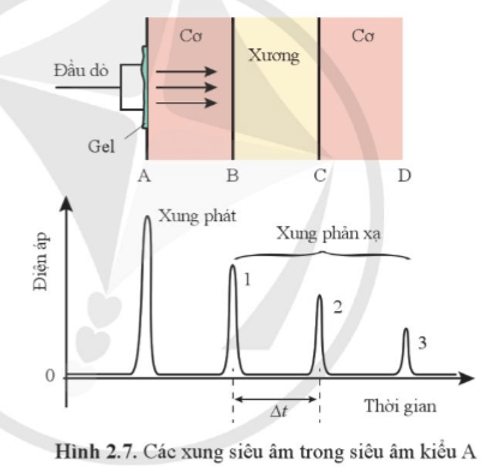 Cơ
Cơ
Xương
Đầu dò
Gel
A
B
C
D
Xung phát
Xung phản xạ
Điện áp
1
2
3
0
Δt
Thời gian
Hình 2.7. Các xung siêu âm trong siêu âm kiểu A